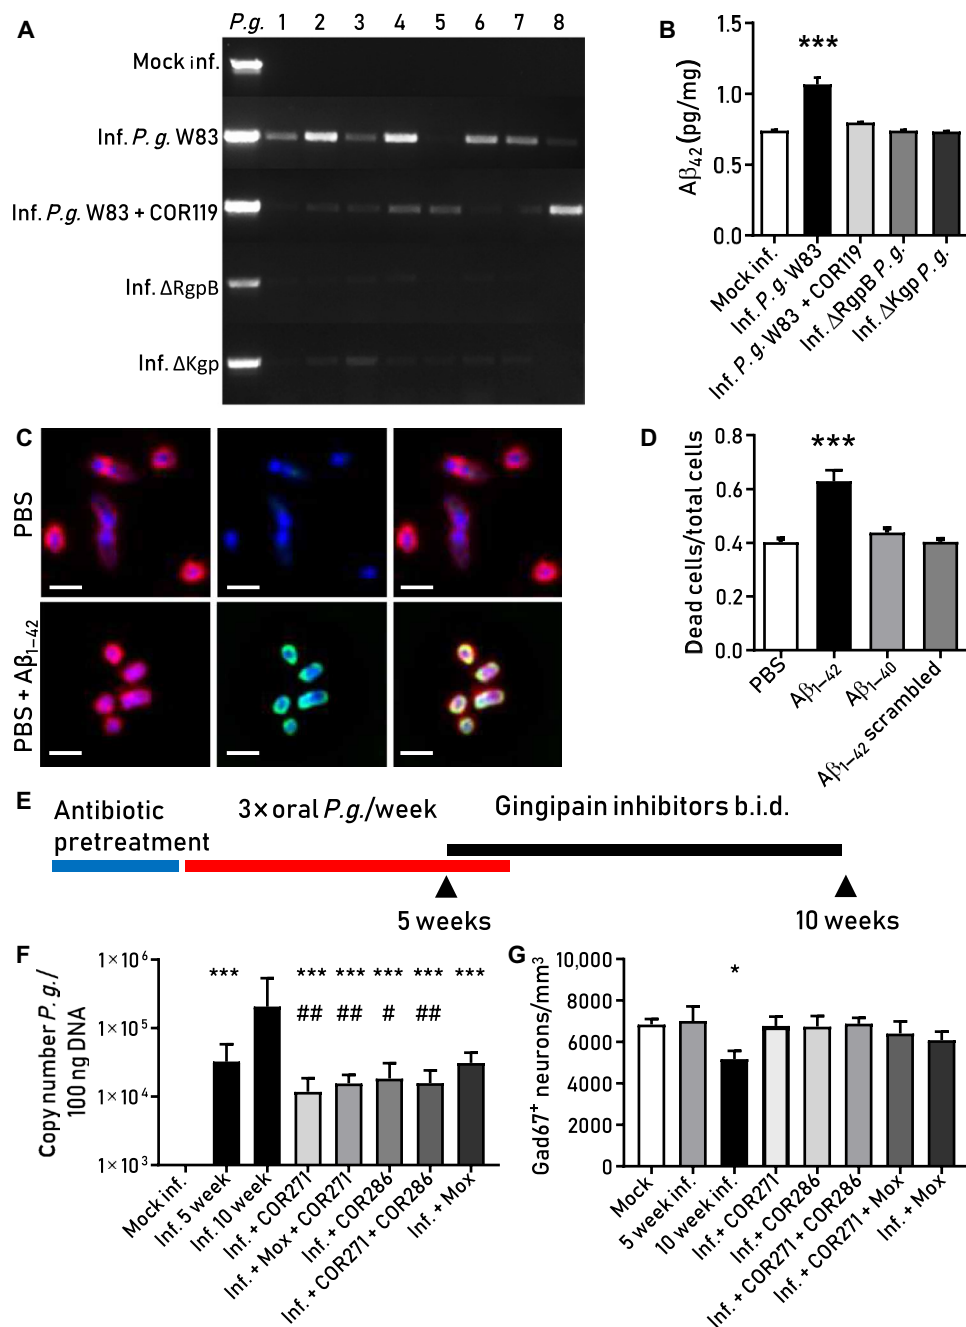 A
P.g. 1 2 3 4 5 6 7 8
Mock inf.
Inf. P.g. W83
Inf. P.g. W83 + COR119
Inf. ΔRgpB
Inf. ΔKgp
B
Aβ42 (pg/mg)
1.5
1.0
0.5
0.0
***
Mock inf.
Inf. P.g. W83
Inf. P.g. W83 + COR119
Inf. ΔRgpB P.g.
Inf. ΔKgp P.g.
C
PBS
PBS + Aβ1–42
D
Dead cells/total cells
0.8
0.6
0.4
0.2
0.0
***
PBS
Aβ1–42
Aβ1–40
Aβ1–42 scrambled
E
Antibiotic
pretreatment
3× oral P.g./week
Gingipain inhibitors b.i.d.
5 weeks
10 weeks
F
Copy number P.g./
100 ng DNA
1×10⁶
1×10⁵
1×10⁴
1×10³
*** *** *** *** *** ***
## ## # ##
Mock inf.
Inf. 5 week
Inf. 10 week
Inf. + COR271
Inf. + Mox + COR271
Inf. + COR286
Inf. + COR271 + COR286
Inf. + Mox
G
Gad67⁺ neurons/mm³
10,000
8000
6000
4000
2000
0
*
Mock
5 week inf.
10 week inf.
Inf. + COR271
Inf. + COR286
Inf. + COR271 + COR286
Inf. + COR271 + Mox
Inf. + Mox